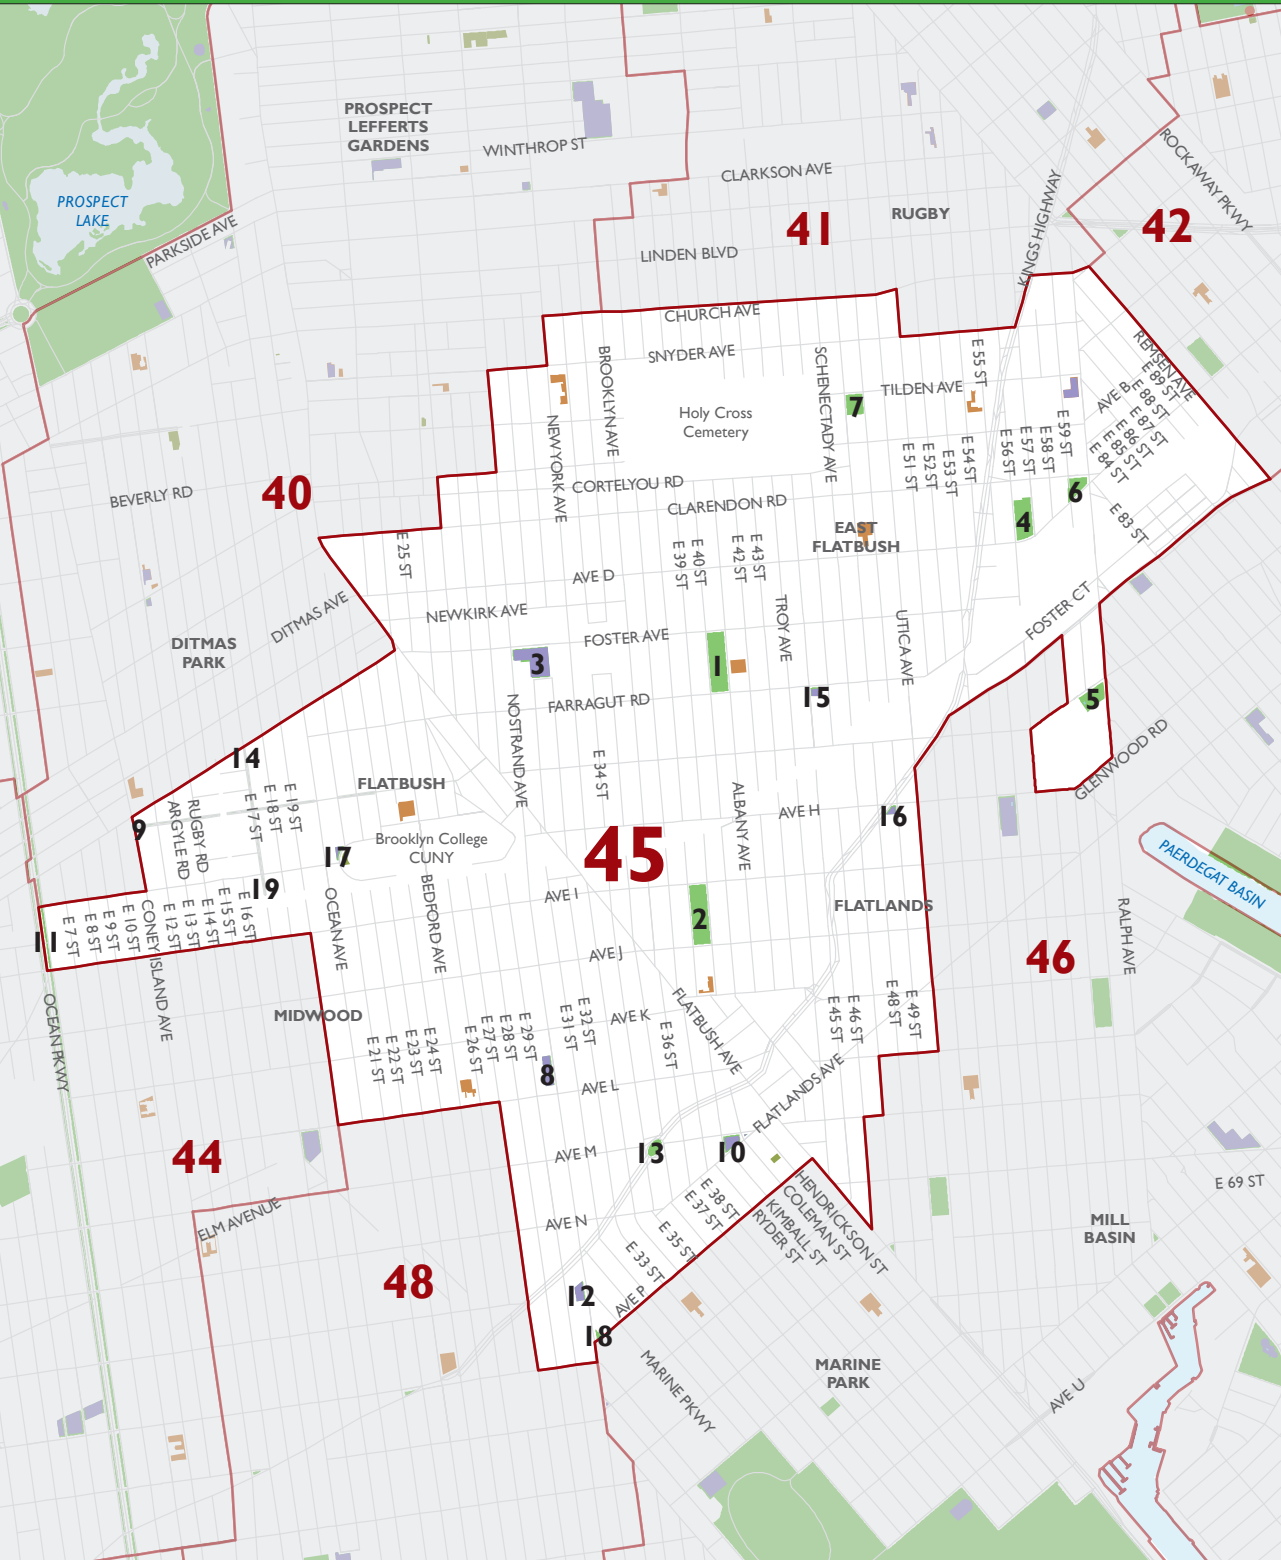 PROSPECT
LEFFERTS
GARDENS
WINTHROP ST
CLARKSON AVE
RUGBY
41
LINDEN BLVD
KINGS HIGHWAY
ROCKAWAY PKWY
42
PROSPECT
LAKE
PARKSIDE AVE
CHURCH AVE
SNYDER AVE
BROOKLYN AVE
SCHENECTADY AVE
TILDEN AVE
E 55 ST
REMSEN AVE
E 89 ST
E 88 ST
E 87 ST
E 86 ST
E 85 ST
E 84 ST
AVE B
7
Holy Cross
Cemetery
NEW YORK AVE
E 51 ST
E 52 ST
E 53 ST
E 54 ST
E 56 ST
E 57 ST
E 58 ST
E 59 ST
40
BEVERLY RD
CORTELYOU RD
CLARENDON RD
6
4
E 83 ST
EAST
FLATBUSH
E 25 ST
E 39 ST
E 40 ST
E 42 ST
E 43 ST
AVE D
DITMAS AVE
NEWKIRK AVE
FOSTER AVE
TROY AVE
UTICA AVE
FOSTER CT
DITMAS
PARK
3
1
15
5
FARRAGUT RD
NOSTRAND AVE
GLENWOOD RD
14
E 34 ST
FLATBUSH
ALBANY AVE
AVE H
16
9
ARGYLE RD
RUGBY RD
E 17 ST
E 18 ST
E 19 ST
17
Brooklyn College
CUNY
45
PAERDEGAT BASIN
19
OCEAN AVE
BEDFORD AVE
AVE I
2
FLATLANDS
RALPH AVE
11
E 7 ST
E 8 ST
E 9 ST
E 10 ST
CONEY ISLAND AVE
E 12 ST
E 13 ST
E 14 ST
E 15 ST
E 16 ST
AVE J
46
OCEAN PKWY
MIDWOOD
E 21 ST
E 22 ST
E 23 ST
E 24 ST
E 26 ST
E 27 ST
E 28 ST
E 29 ST
E 31 ST
E 32 ST
AVE K
E 36 ST
FLATBUSH AVE
E 45 ST
E 46 ST
E 48 ST
E 49 ST
8
AVE L
FLATLANDS AVE
44
AVE M
13
10
ELM AVENUE
AVE N
E 38 ST
E 37 ST
E 35 ST
E 33 ST
HENDRICKSON ST
COLEMAN ST
KIMBALL ST
RYDER ST
E 69 ST
MILL
BASIN
48
12
AVE P
18
MARINE PKWY
MARINE
PARK
AVE U